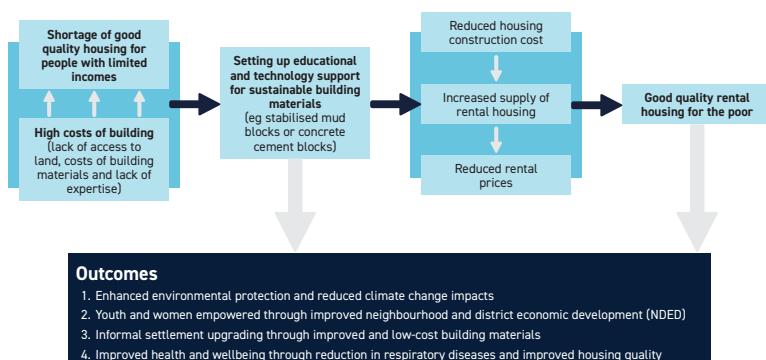 Shortage of good
quality housing for
people with limited
incomes
High costs of building
(lack of access to
land, costs of building
materials and lack of
expertise)
Setting up educational
and technology support
for sustainable building
materials
(eg stabilised mud
blocks or concrete
cement blocks)
Reduced housing
construction cost
Increased supply of
rental housing
Reduced rental
prices
Good quality rental
housing for the poor
Outcomes
1. Enhanced environmental protection and reduced climate change impacts
2. Youth and women empowered through improved neighbourhood and district economic development (NDED)
3. Informal settlement upgrading through improved and low-cost building materials
4. Improved health and wellbeing through reduction in respiratory diseases and improved housing quality